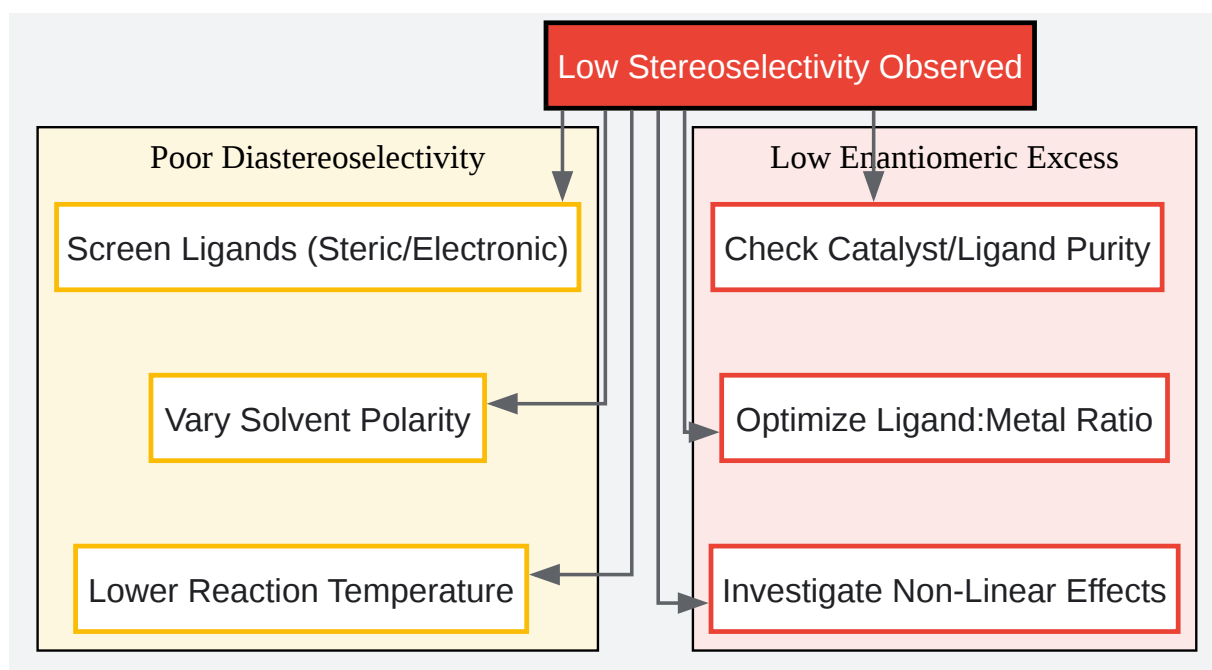 Low Stereoselectivity Observed
Poor Diastereoselectivity
Screen Ligands (Steric/Electronic)
Vary Solvent Polarity
Lower Reaction Temperature
Low Enantiomeric Excess
Check Catalyst/Ligand Purity
Optimize Ligand:Metal Ratio
Investigate Non-Linear Effects